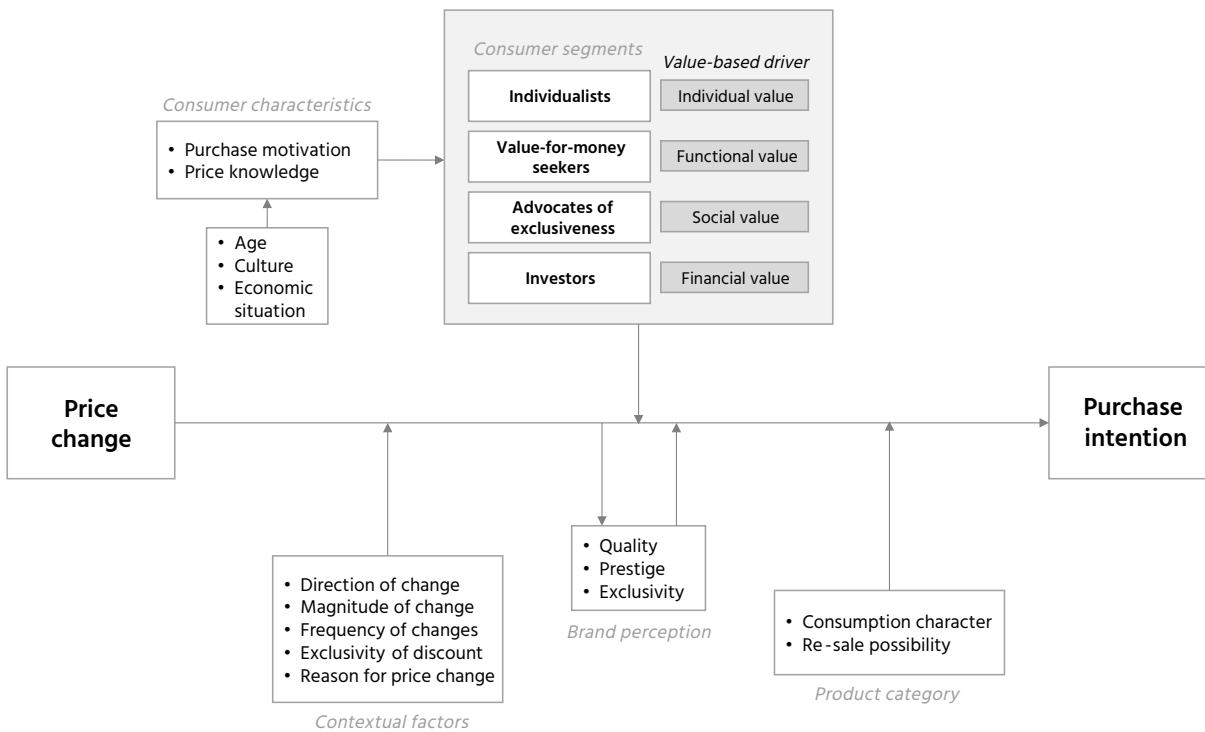 Consumer segments
Value-based driver
Individualists
Individual value
Value-for-money
seekers
Functional value
Advocates of
exclusiveness
Social value
Investors
Financial value
Consumer characteristics
• Purchase motivation
• Price knowledge
• Age
• Culture
• Economic
situation
Price
change
Purchase
intention
• Direction of change
• Magnitude of change
• Frequency of changes
• Exclusivity of discount
• Reason for price change
Contextual factors
• Quality
• Prestige
• Exclusivity
Brand perception
• Consumption character
• Re-sale possibility
Product category